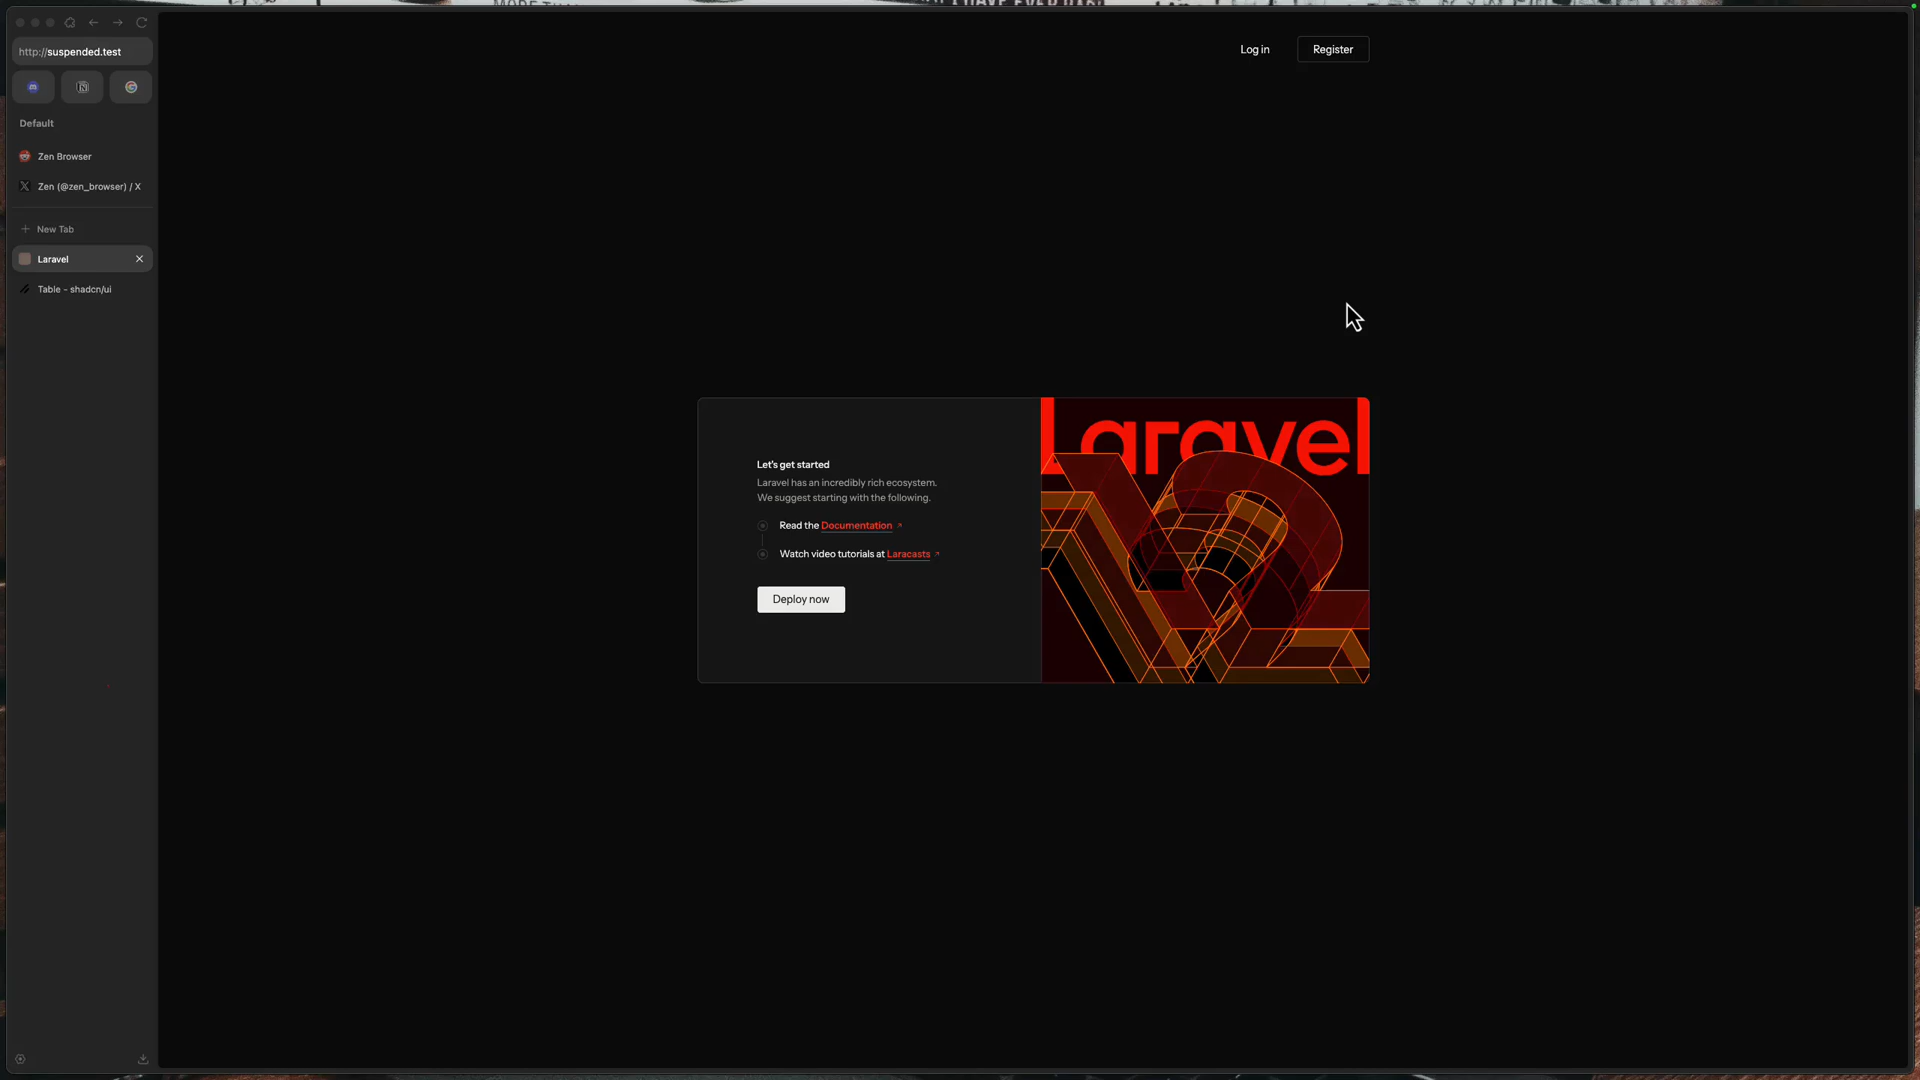 http://suspended.test
Default
Zen Browser
Zen (@zen_browser) / X
New Tab
Laravel
Table - shadcn/ui
Log in
Register
Let's get started
Laravel has an incredibly rich ecosystem.
We suggest starting with the following.
Read the Documentation
Watch video tutorials at Laracasts
Deploy now
Laravel